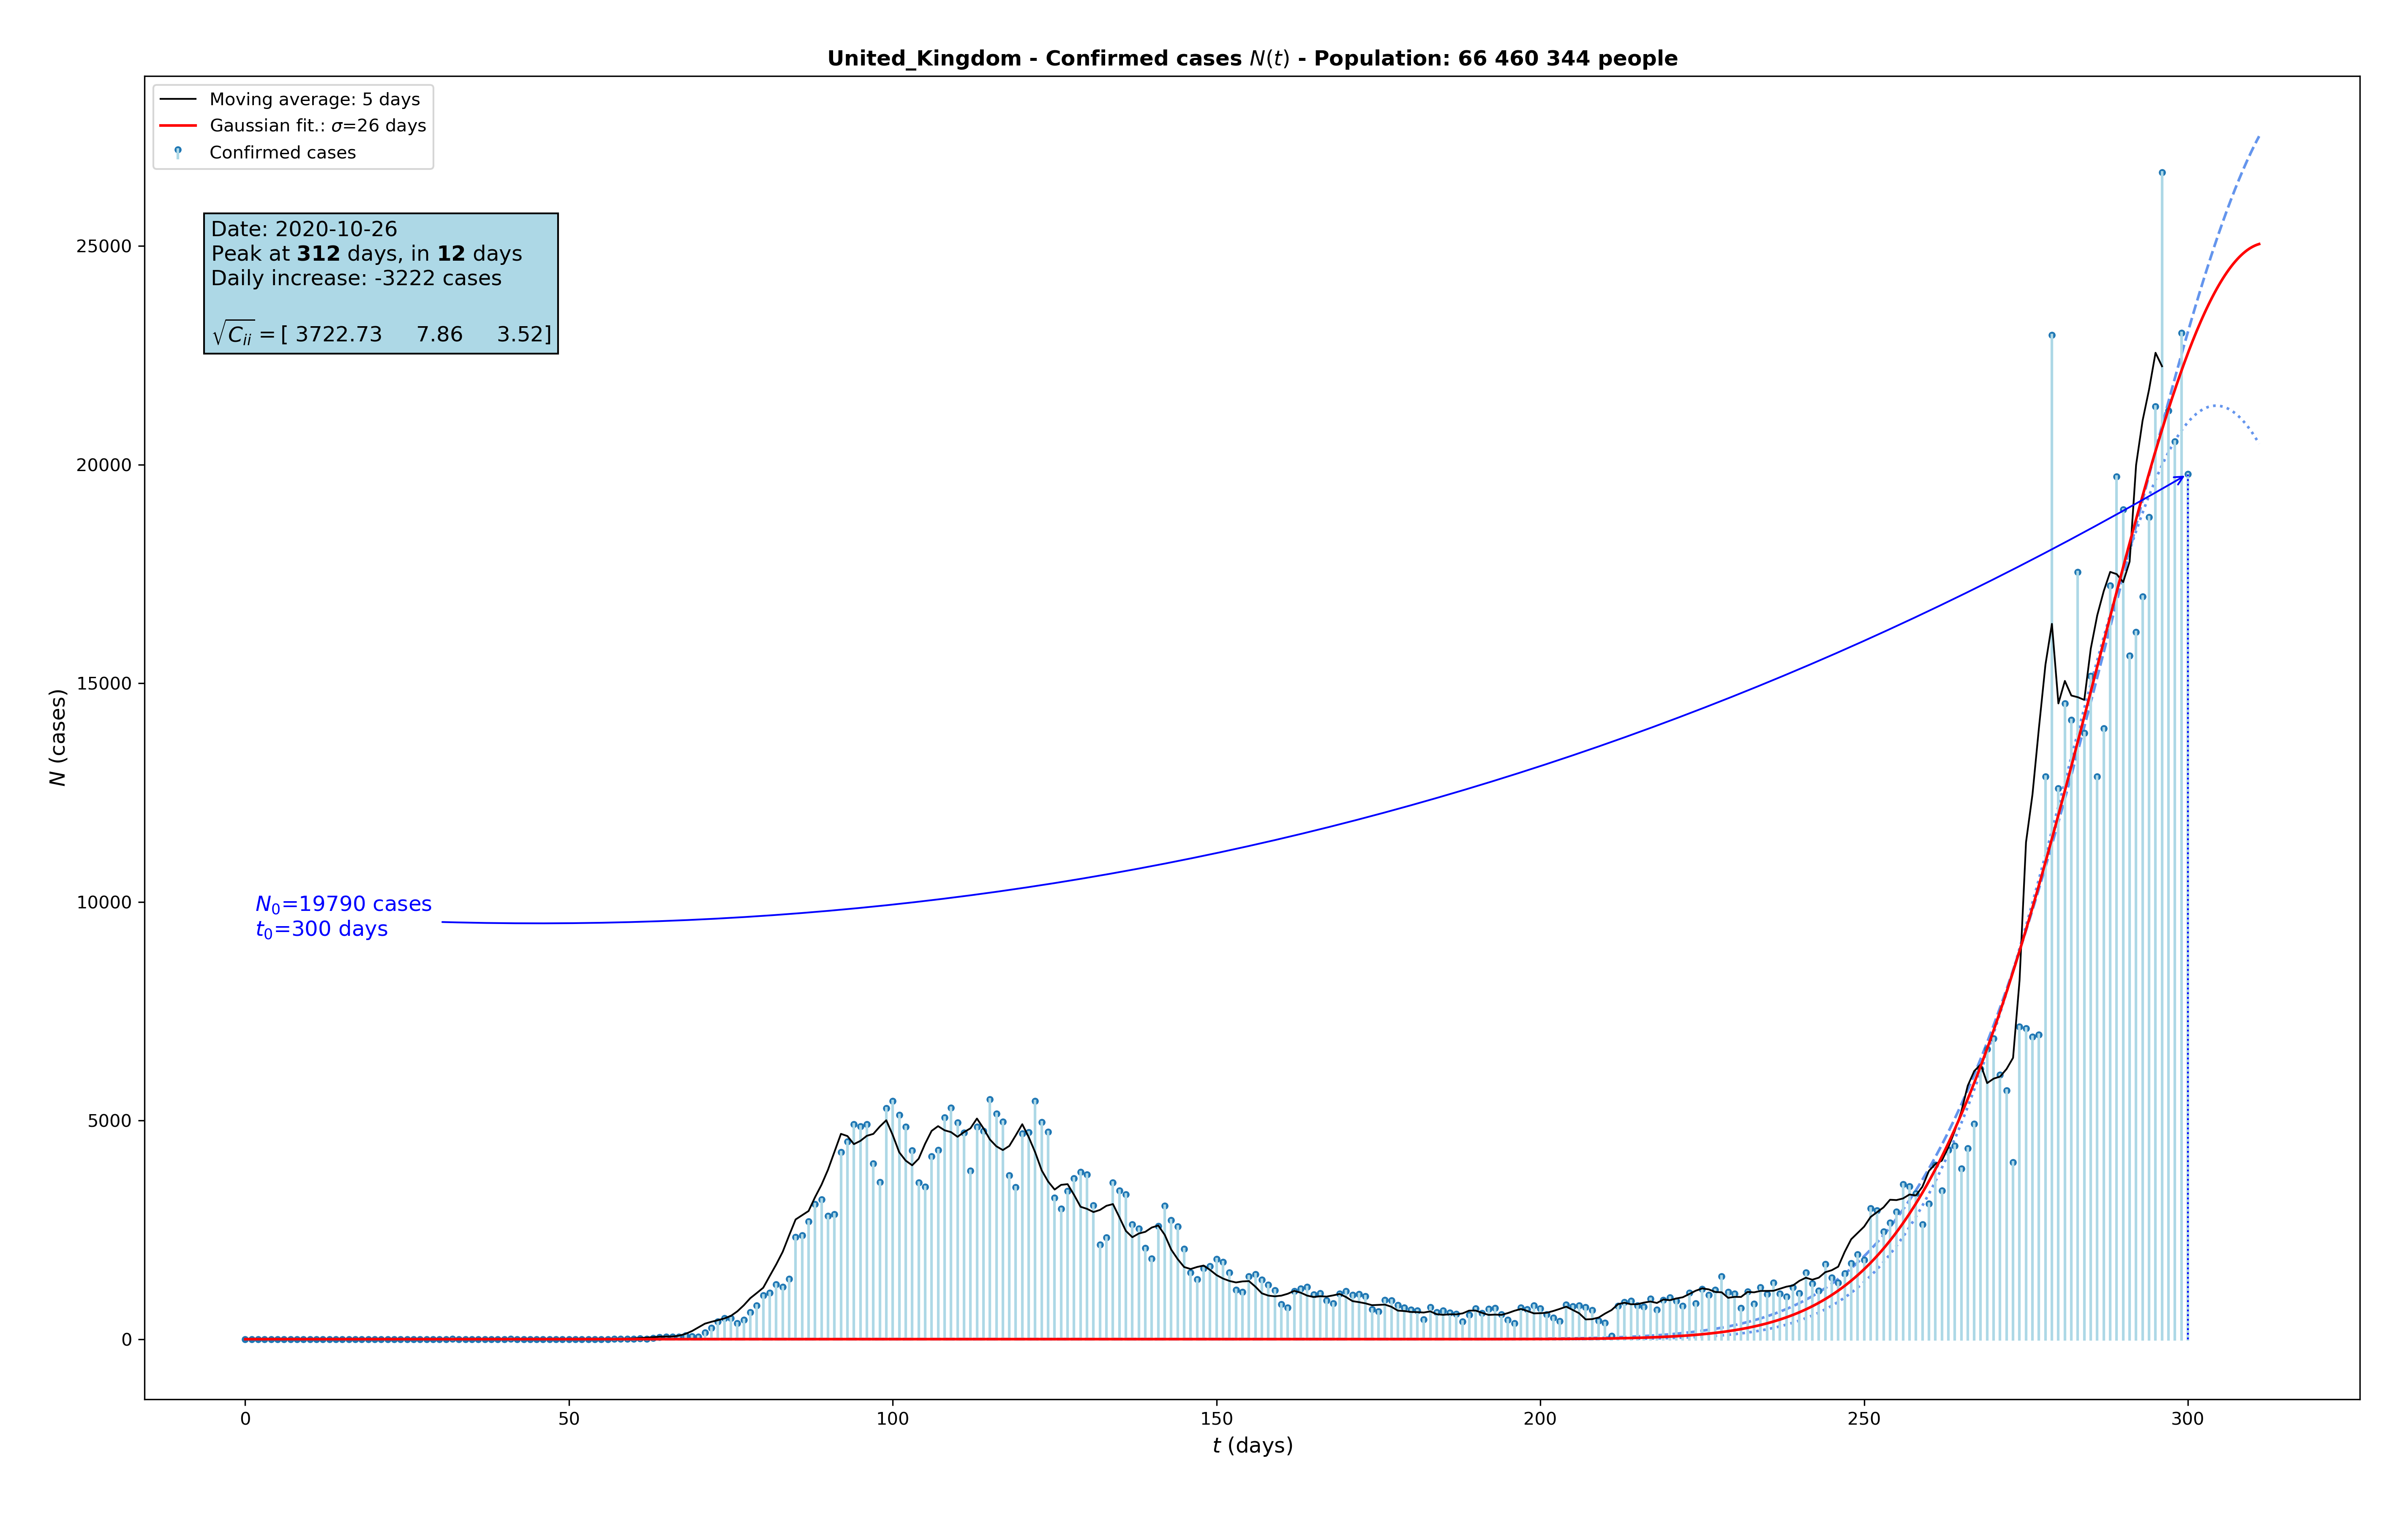 United_Kingdom - Confirmed cases N(t) - Population: 66 460 344 people
Moving average: 5 days
Gaussian fit.: σ=26 days
Confirmed cases
Date: 2020-10-26
Peak at 312 days, in 12 days
Daily increase: -3222 cases
√Cᵢᵢ = [ 3722.73 7.86 3.52]
N₀=19790 cases
t₀=300 days
N (cases)
25000
20000
15000
10000
5000
0
0 50 100 150 200 250 300
t (days)